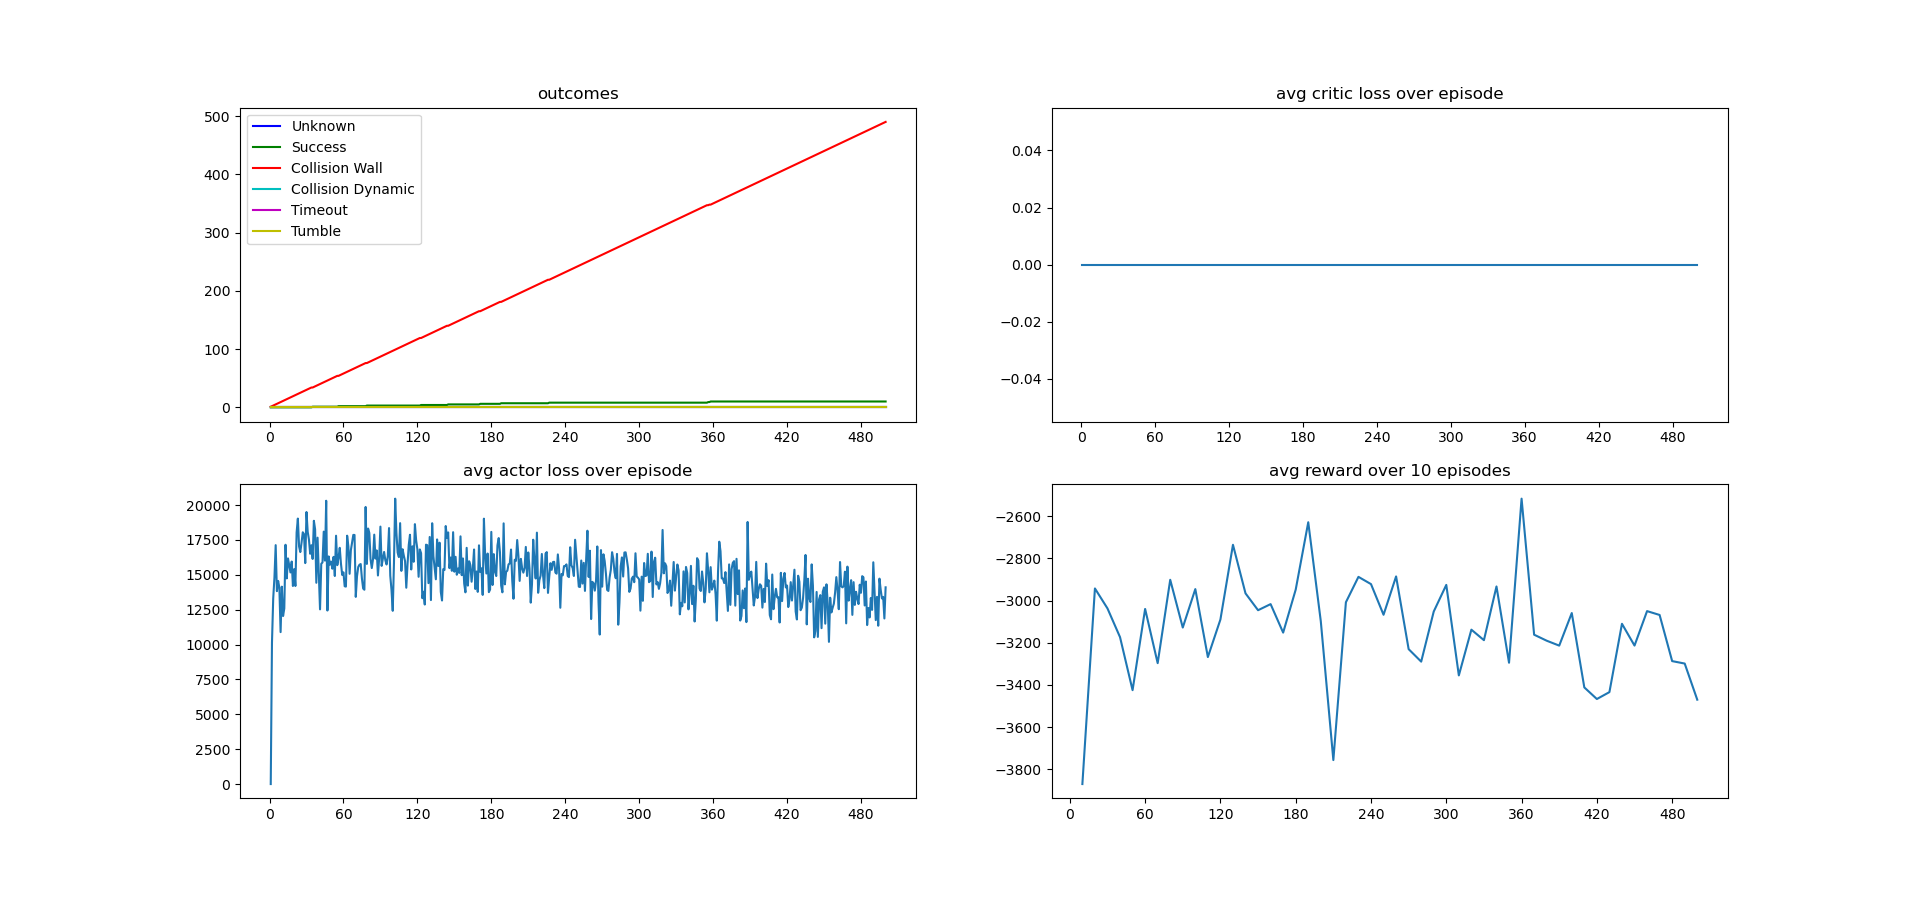 outcomes
500
400
300
200
100
0
Unknown
Success
Collision Wall
Collision Dynamic
Timeout
Tumble
0 60 120 180 240 300 360 420 480
avg critic loss over episode
0.04
0.02
0.00
−0.02
−0.04
0 60 120 180 240 300 360 420 480
avg actor loss over episode
20000
17500
15000
12500
10000
7500
5000
2500
0
0 60 120 180 240 300 360 420 480
avg reward over 10 episodes
−2600
−2800
−3000
−3200
−3400
−3600
−3800
0 60 120 180 240 300 360 420 480